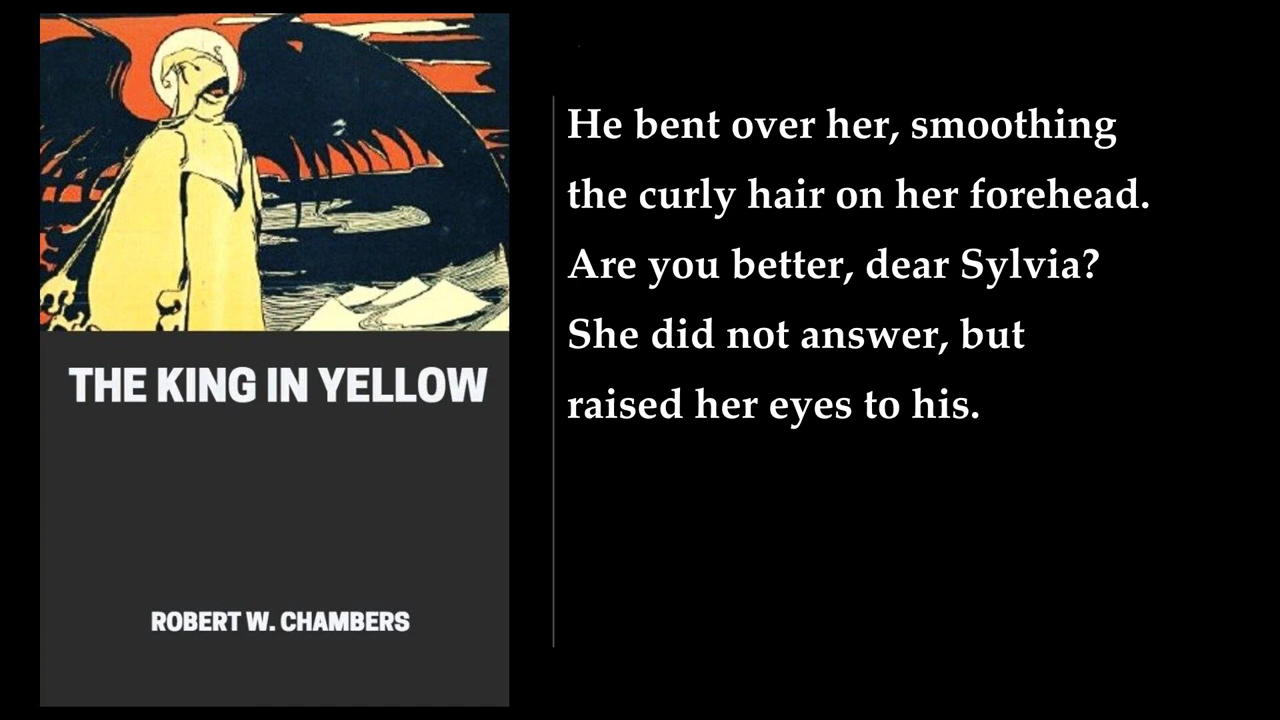 THE KING IN YELLOW
ROBERT W. CHAMBERS
He bent over her, smoothing
the curly hair on her forehead.
Are you better, dear Sylvia?
She did not answer, but
raised her eyes to his.